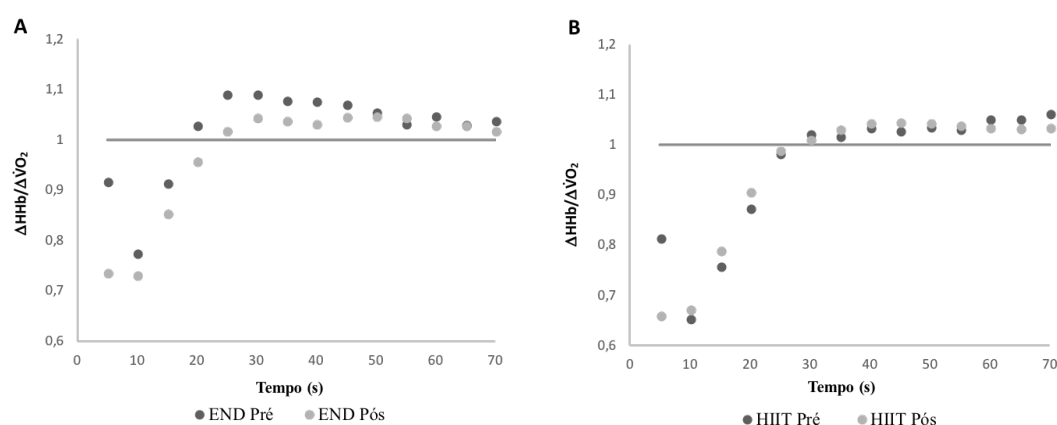 A
ΔHHb/ΔV̇O₂
1,2
1,1
1
0,9
0,8
0,7
0,6
0 10 20 30 40 50 60 70
Tempo (s)
END Pré END Pós
B
ΔHHb/ΔV̇O₂
1,2
1,1
1
0,9
0,8
0,7
0,6
0 10 20 30 40 50 60 70
Tempo (s)
HIIT Pré HIIT Pós